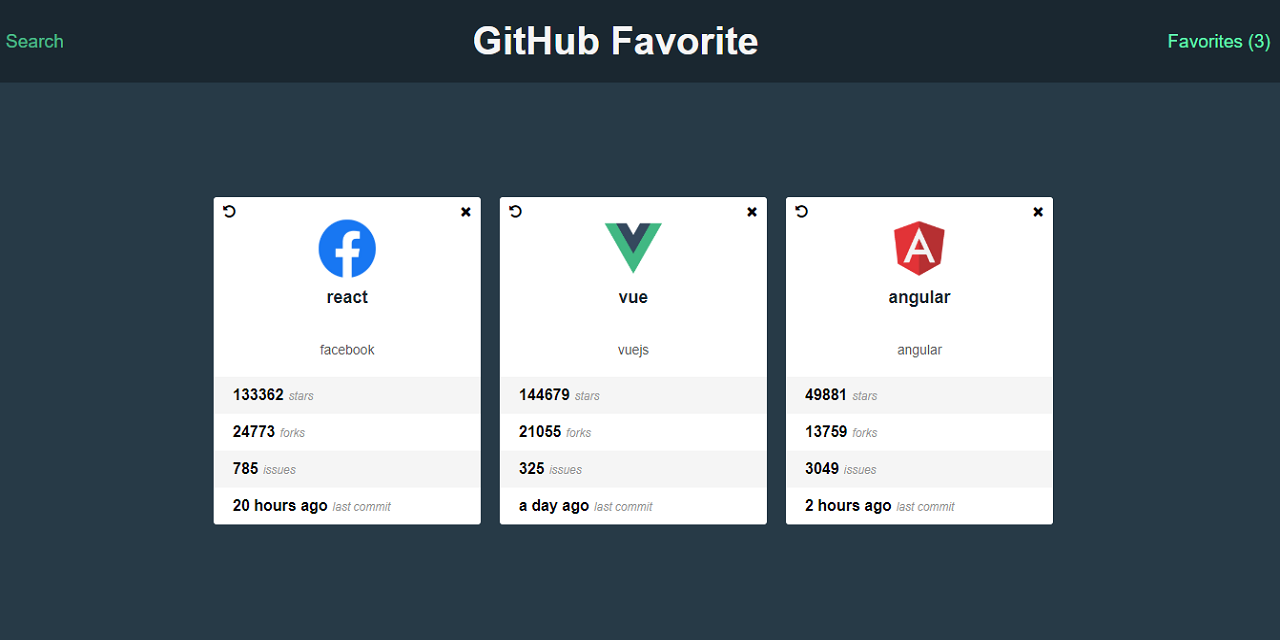 Search
GitHub Favorite
Favorites (3)
react
facebook
133362 stars
24773 forks
785 issues
20 hours ago last commit
vue
vuejs
144679 stars
21055 forks
325 issues
a day ago last commit
angular
angular
49881 stars
13759 forks
3049 issues
2 hours ago last commit